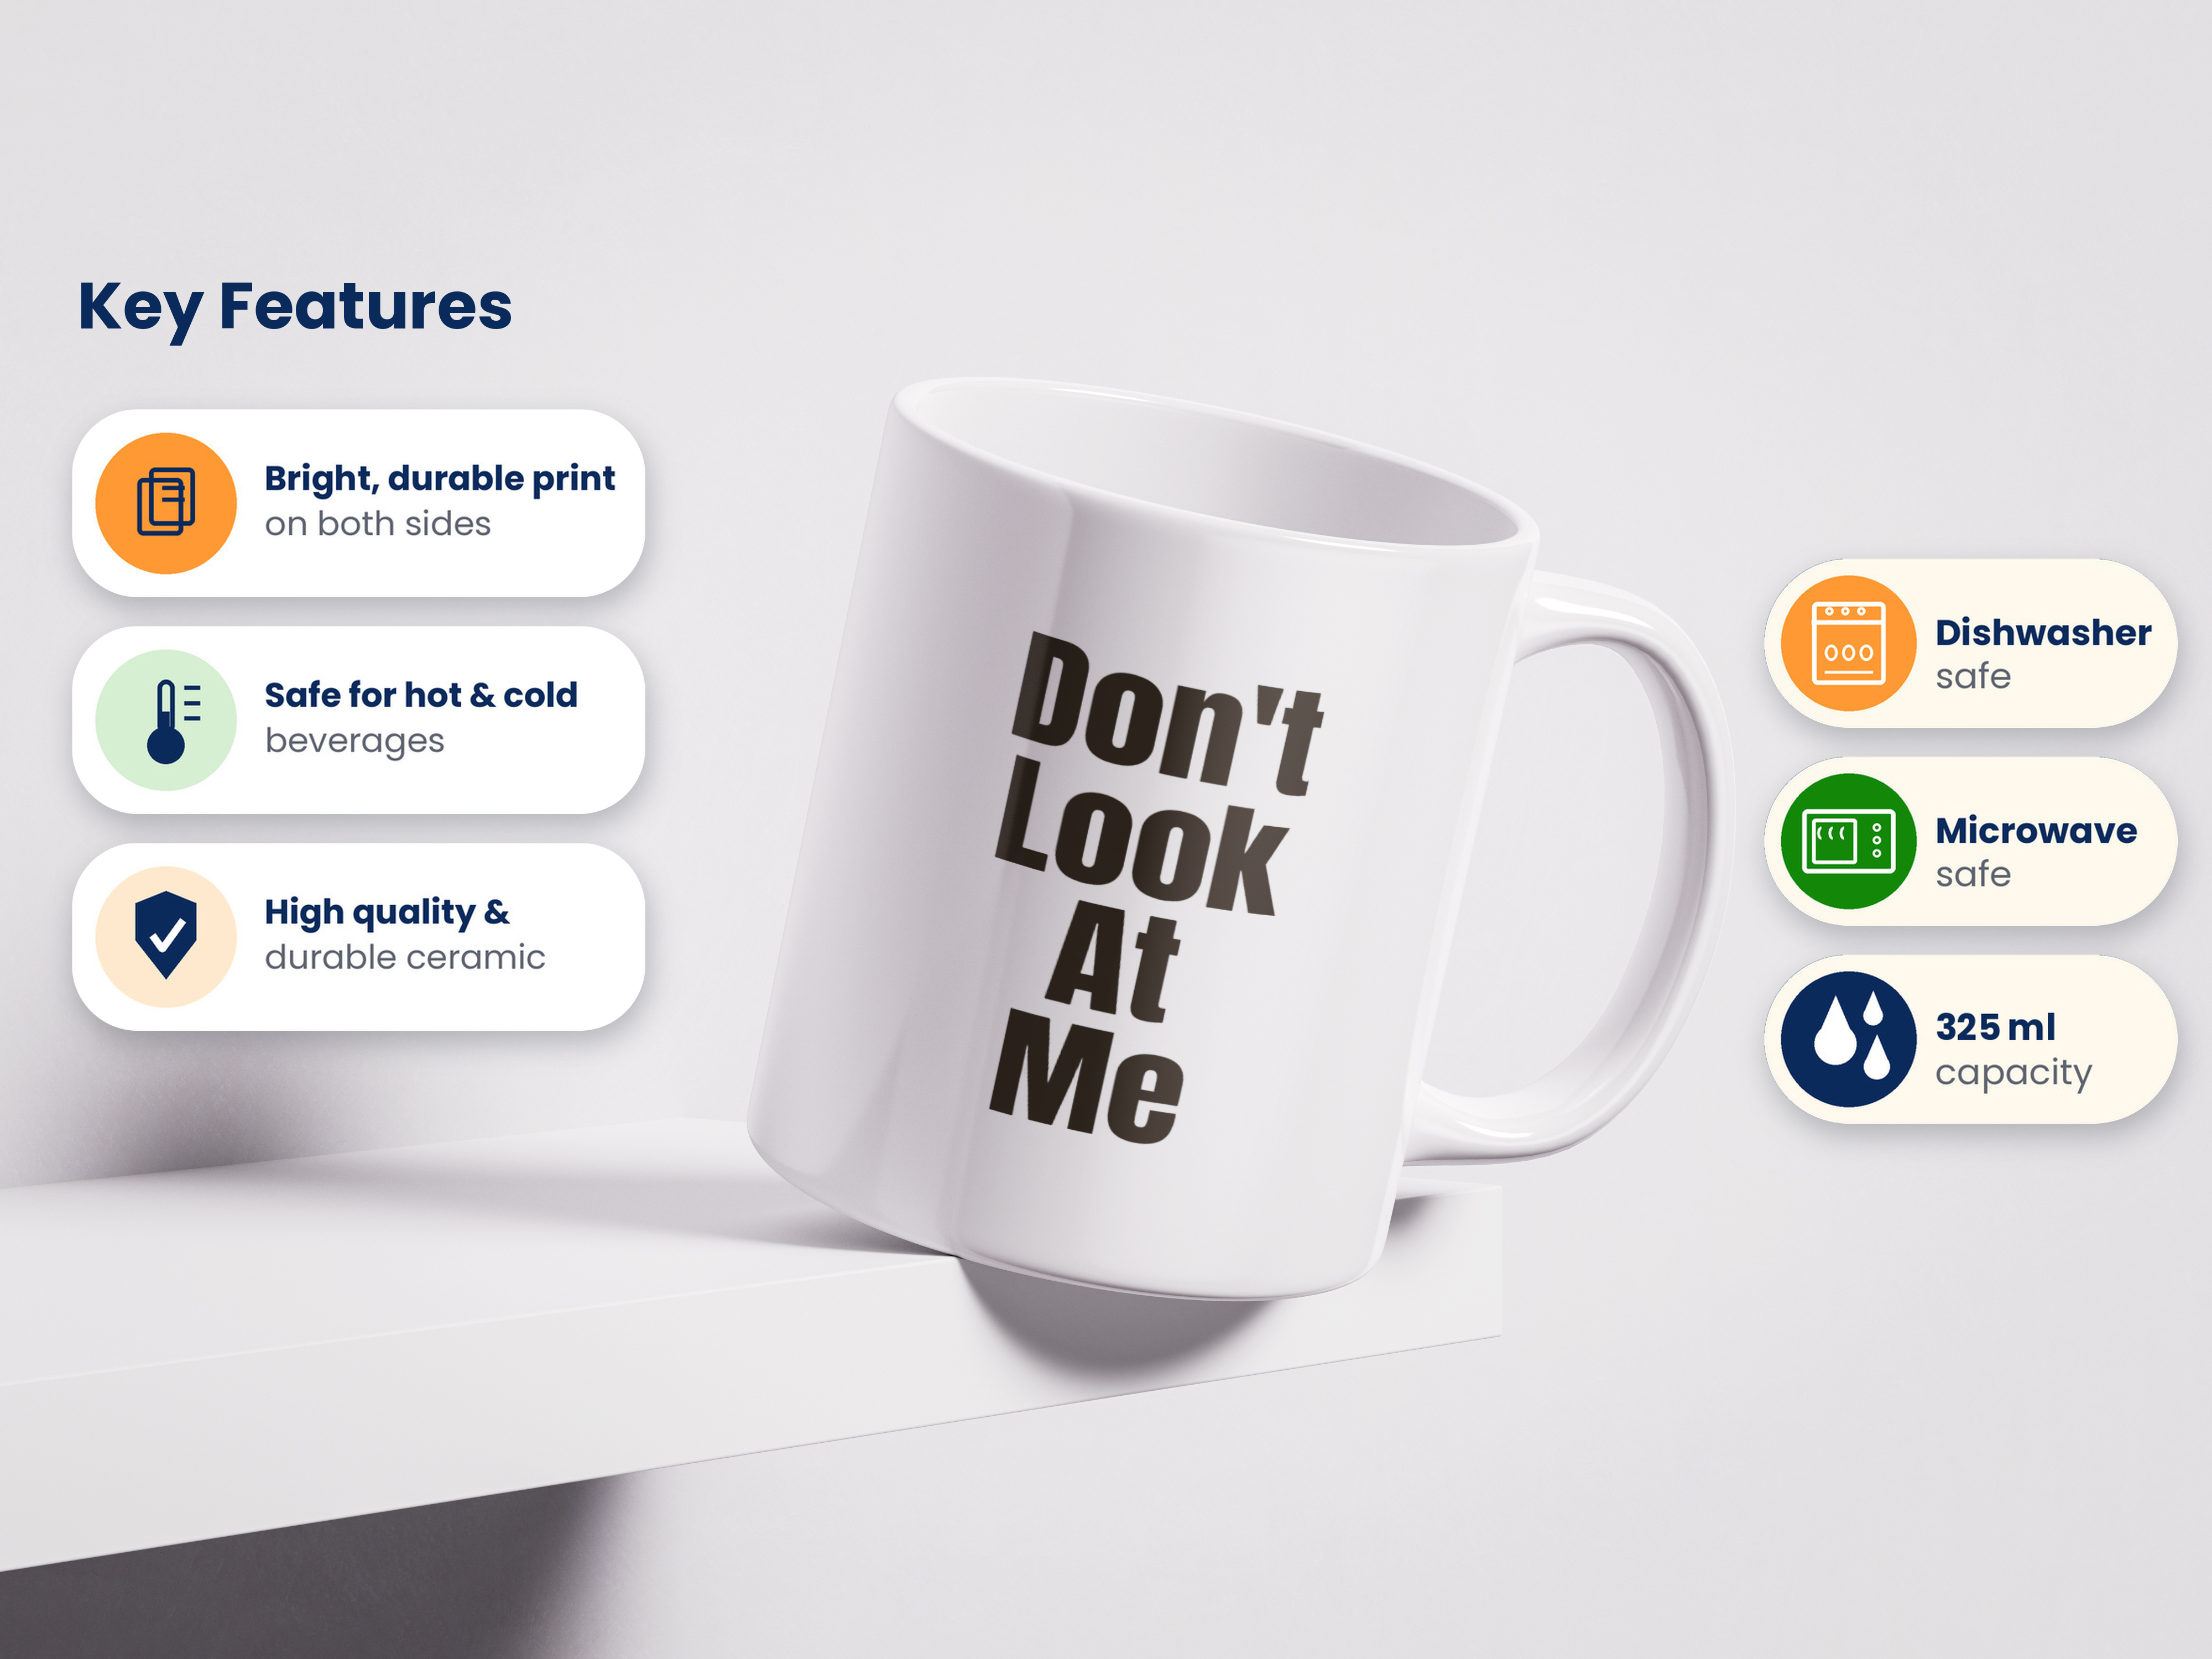 Key Features
Bright, durable print
on both sides
Safe for hot & cold
beverages
High quality &
durable ceramic
Don't
Look
At
Me
Dishwasher
safe
Microwave
safe
325 ml
capacity